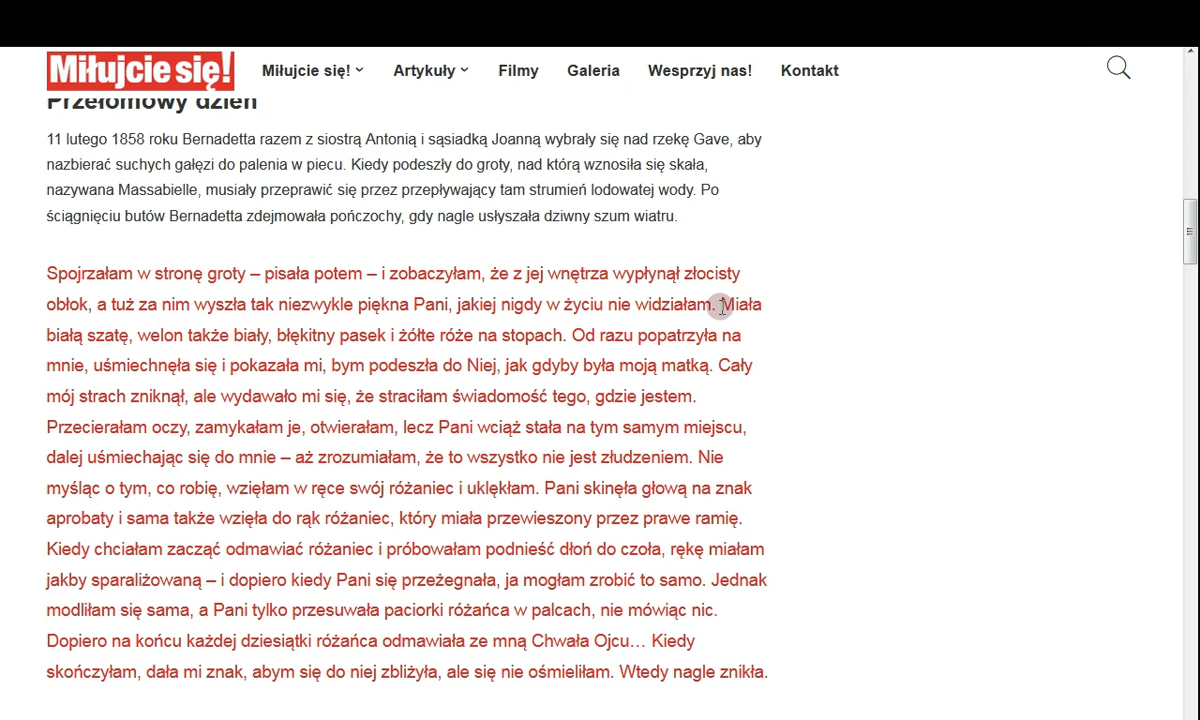 Miłujcie się!
Miłujcie się! Artykuły Filmy Galeria Wesprzyj nas! Kontakt
Przełomowy dzień
11 lutego 1858 roku Bernadetta razem z siostrą Antonią i sąsiadką Joanną wybrały się nad rzekę Gave, aby
nazbierać suchych gałęzi do palenia w piecu. Kiedy podeszły do groty, nad którą wznosiła się skała,
nazywana Massabielle, musiały przeprawić się przez przepływający tam strumień lodowatej wody. Po
ściągnięciu butów Bernadetta zdejmowała pończochy, gdy nagle usłyszała dziwny szum wiatru.
Spojrzałam w stronę groty – pisała potem – i zobaczyłam, że z jej wnętrza wypłynął złocisty
obłok, a tuż za nim wyszła tak niezwykle piękna Pani, jakiej nigdy w życiu nie widziałam. Miała
białą szatę, welon także biały, błękitny pasek i żółte róże na stopach. Od razu popatrzyła na
mnie, uśmiechnęła się i pokazała mi, bym podeszła do Niej, jak gdyby była moją matką. Cały
mój strach zniknął, ale wydawało mi się, że straciłam świadomość tego, gdzie jestem.
Przecierałam oczy, zamykałam je, otwierałam, lecz Pani wciąż stała na tym samym miejscu,
dalej uśmiechając się do mnie – aż zrozumiałam, że to wszystko nie jest złudzeniem. Nie
myśląc o tym, co robię, wzięłam w ręce swój różaniec i uklękłam. Pani skinęła głową na znak
aprobaty i sama także wzięła do rąk różaniec, który miała przewieszony przez prawe ramię.
Kiedy chciałam zacząć odmawiać różaniec i próbowałam podnieść dłoń do czoła, rękę miałam
jakby sparaliżowaną – i dopiero kiedy Pani się przeżegnała, ja mogłam zrobić to samo. Jednak
modliłam się sama, a Pani tylko przesuwała paciorki różańca w palcach, nie mówiąc nic.
Dopiero na końcu każdej dziesiątki różańca odmawiała ze mną Chwała Ojcu… Kiedy
skończyłam, dała mi znak, abym się do niej zbliżyła, ale się nie ośmieliłam. Wtedy nagle znikła.